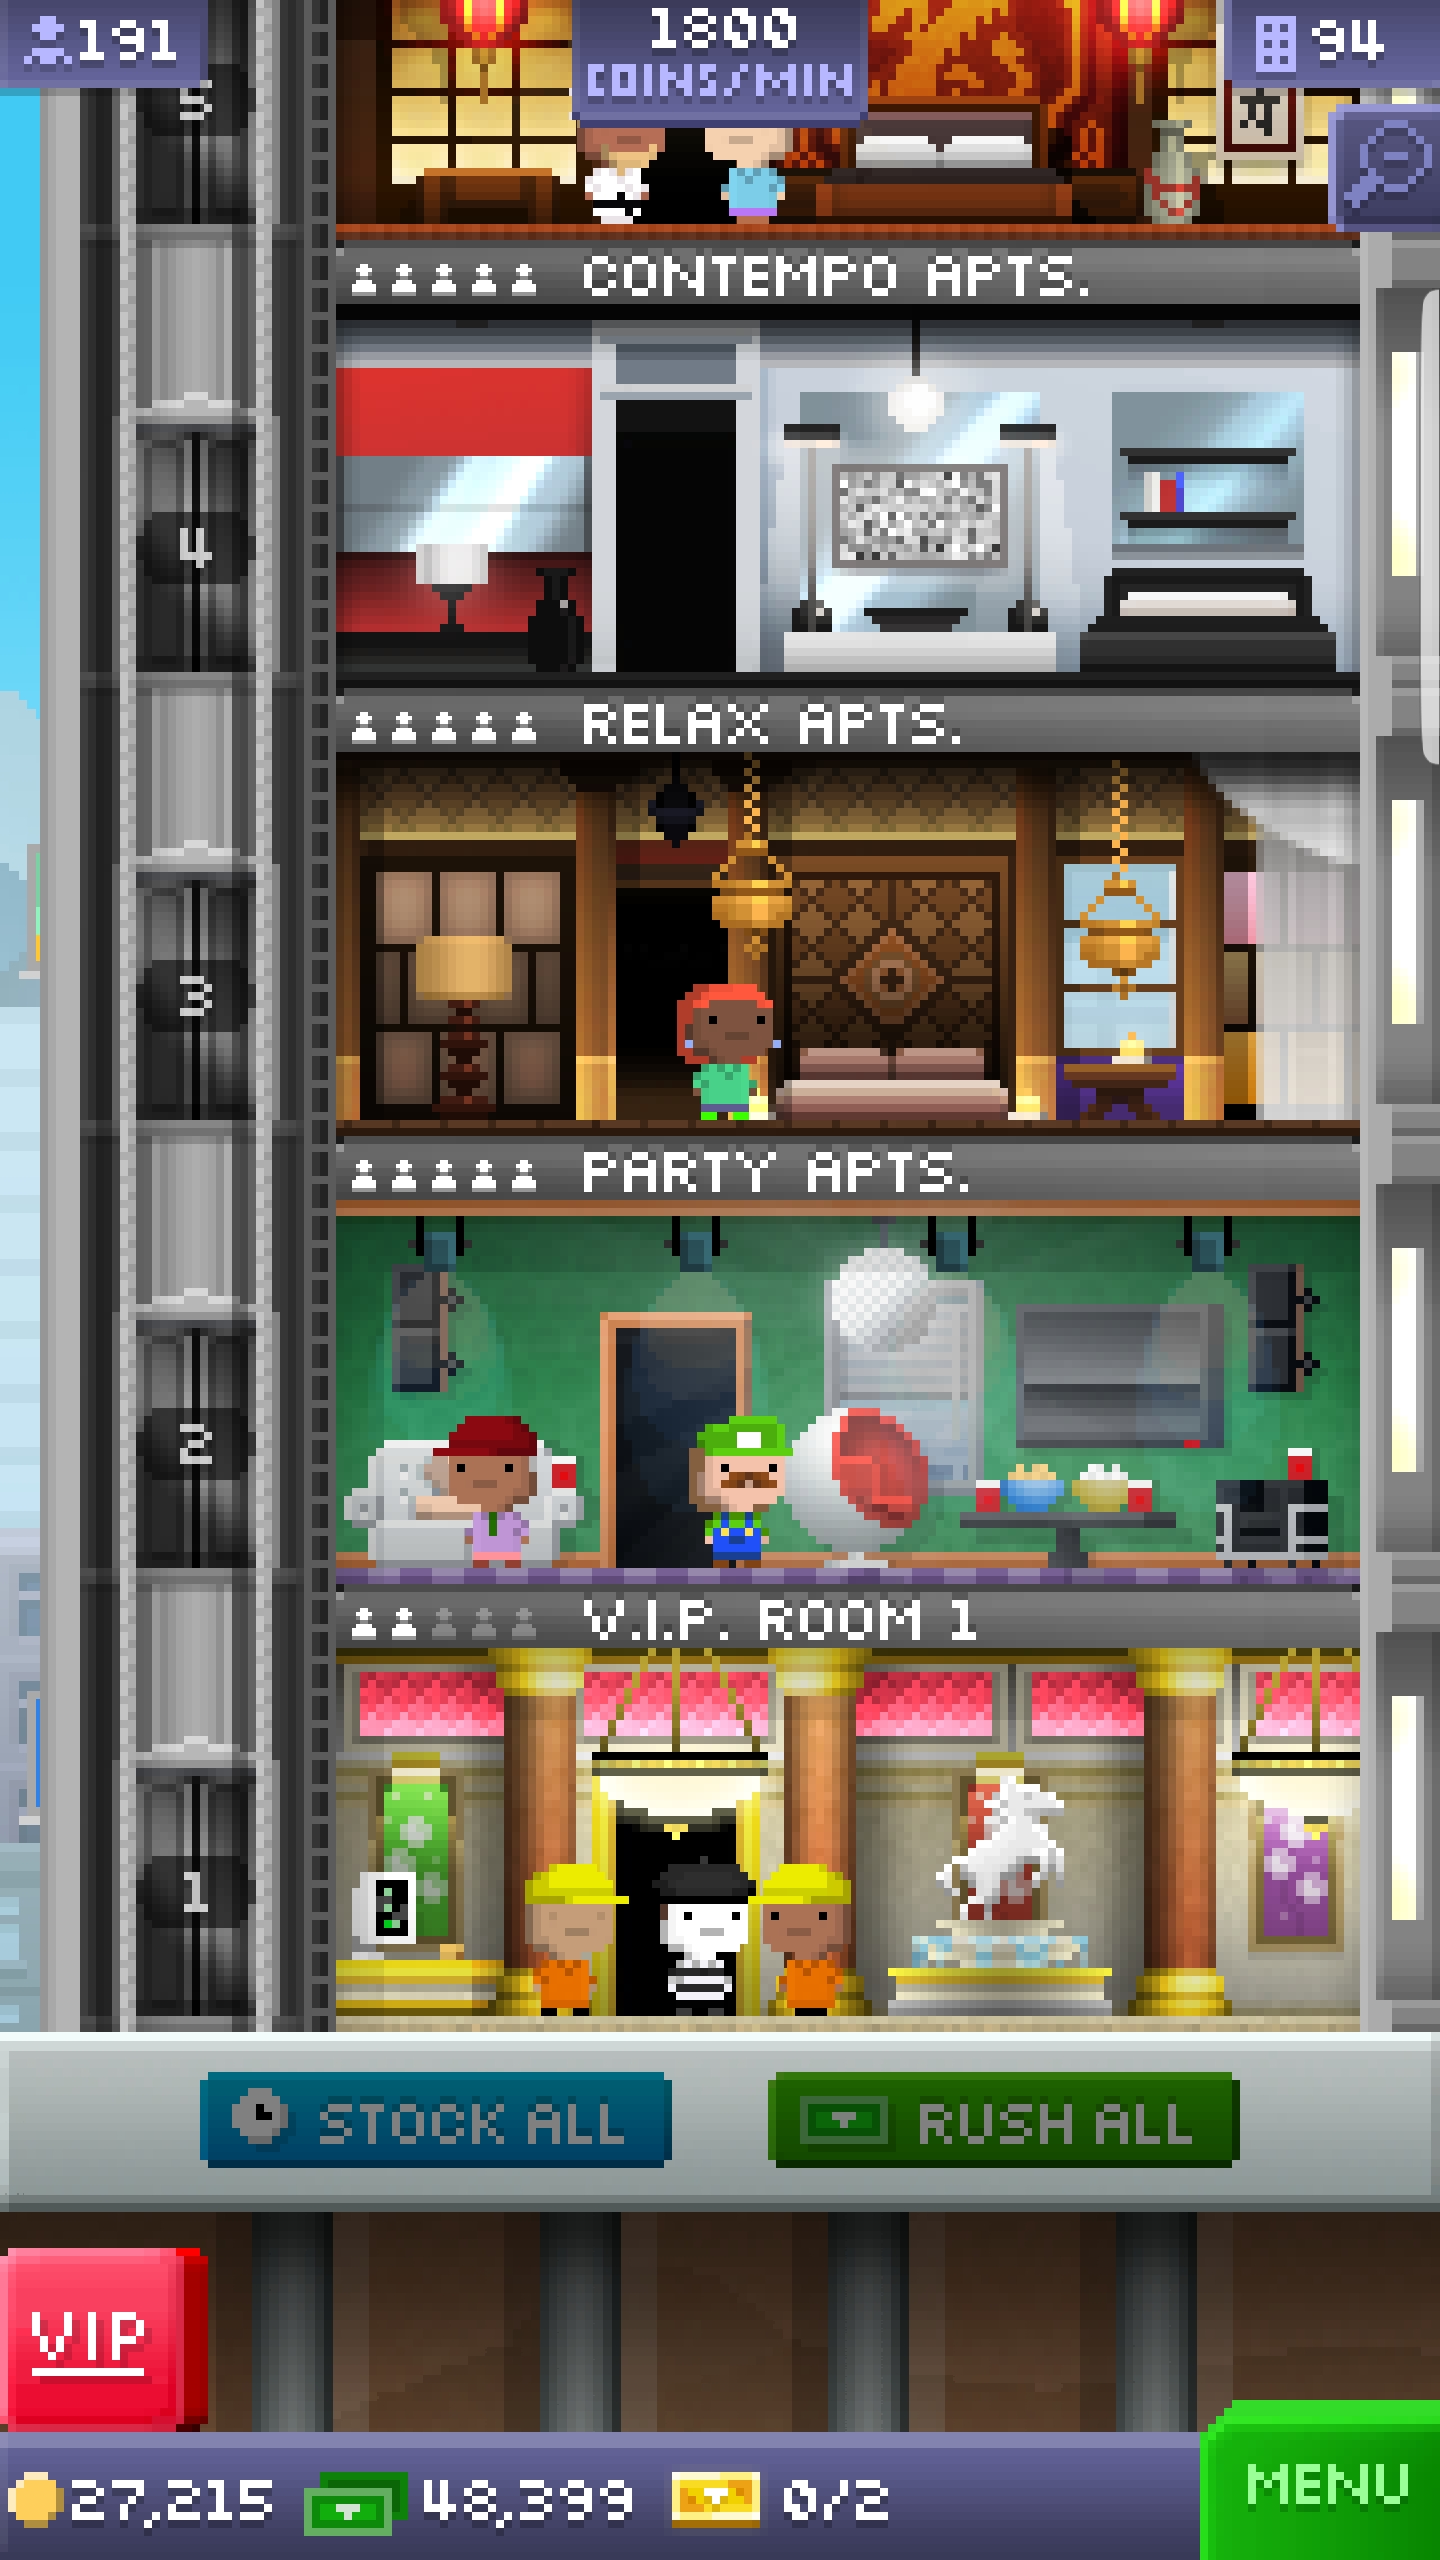 191
1800
COINS/MIN
94
5
CONTEMPO APTS.
4
RELAX APTS.
3
PARTY APTS.
2
V.I.P. ROOM 1
1
STOCK ALL
RUSH ALL
VIP
27,215
48,399
0/2
MENU